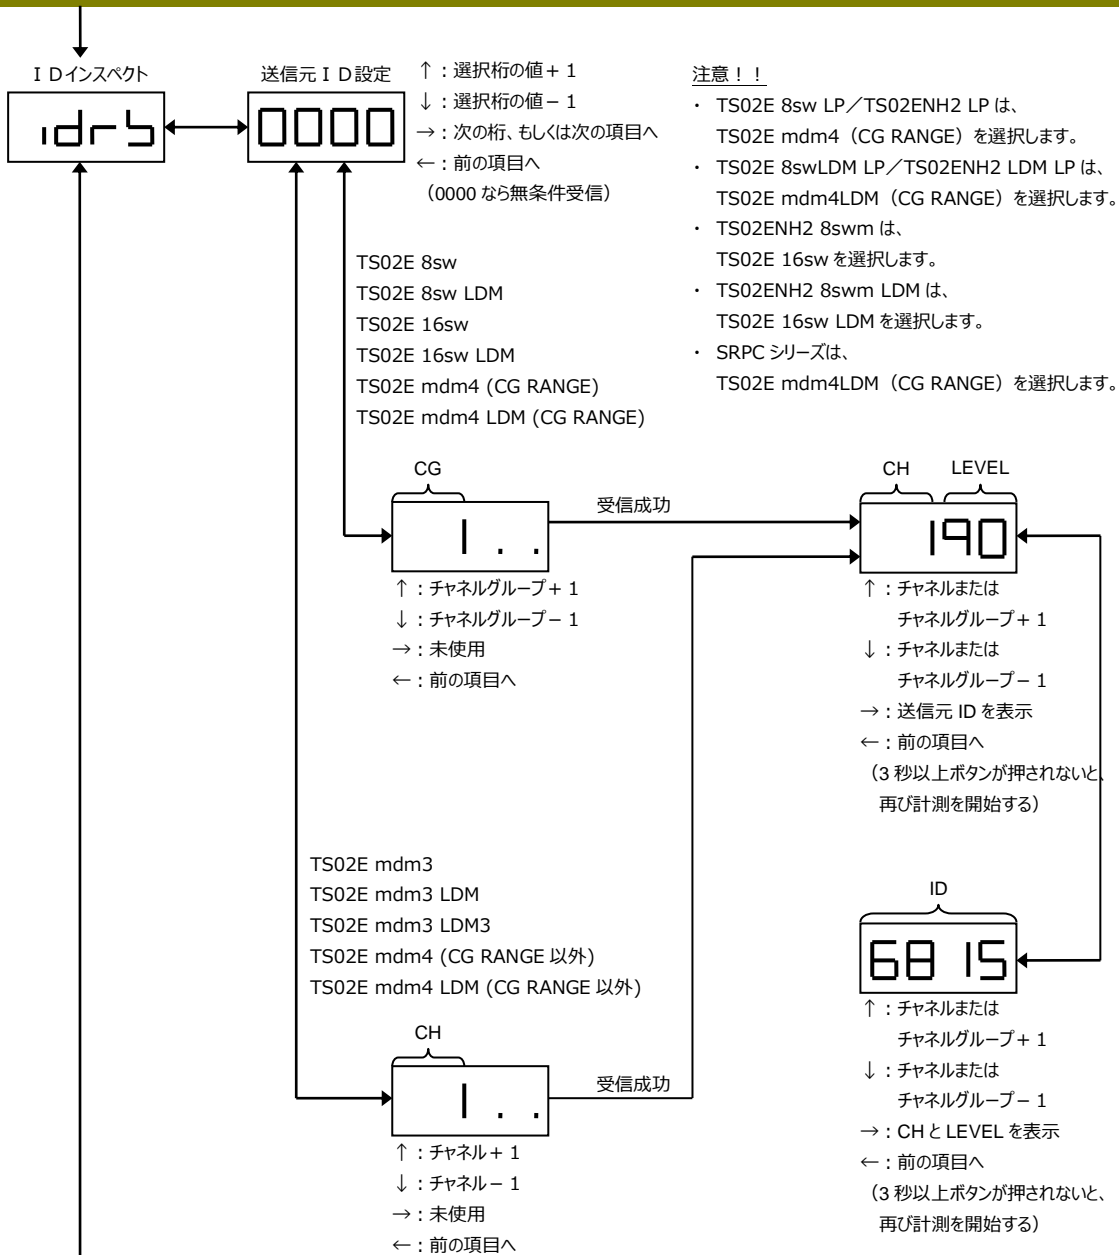 ＩＤインスペクト
idrS
送信元ＩＤ設定
0000
↑：選択桁の値＋1
↓：選択桁の値－1
→：次の桁、もしくは次の項目へ
←：前の項目へ
（0000 なら無条件受信）
注意！！
・ TS02E 8sw LP／TS02ENH2 LP は、
TS02E mdm4（CG RANGE）を選択します。
・ TS02E 8swLDM LP／TS02ENH2 LDM LP は、
TS02E mdm4LDM（CG RANGE）を選択します。
・ TS02ENH2 8swm は、
TS02E 16sw を選択します。
・ TS02ENH2 8swm LDM は、
TS02E 16sw LDM を選択します。
・ SRPC シリーズは、
TS02E mdm4LDM（CG RANGE）を選択します。
TS02E 8sw
TS02E 8sw LDM
TS02E 16sw
TS02E 16sw LDM
TS02E mdm4 (CG RANGE)
TS02E mdm4 LDM (CG RANGE)
CG
1 . .
↑：チャネルグループ＋1
↓：チャネルグループ－1
→：未使用
←：前の項目へ
受信成功
CH LEVEL
190
↑：チャネルまたは
チャネルグループ＋1
↓：チャネルまたは
チャネルグループ－1
→：送信元 ID を表示
←：前の項目へ
（3 秒以上ボタンが押されないと、
再び計測を開始する）
TS02E mdm3
TS02E mdm3 LDM
TS02E mdm3 LDM3
TS02E mdm4 (CG RANGE 以外)
TS02E mdm4 LDM (CG RANGE 以外)
CH
1 . .
↑：チャネル＋1
↓：チャネル－1
→：未使用
←：前の項目へ
受信成功
ID
6815
↑：チャネルまたは
チャネルグループ＋1
↓：チャネルまたは
チャネルグループ－1
→：CH と LEVEL を表示
←：前の項目へ
（3 秒以上ボタンが押されないと、
再び計測を開始する）